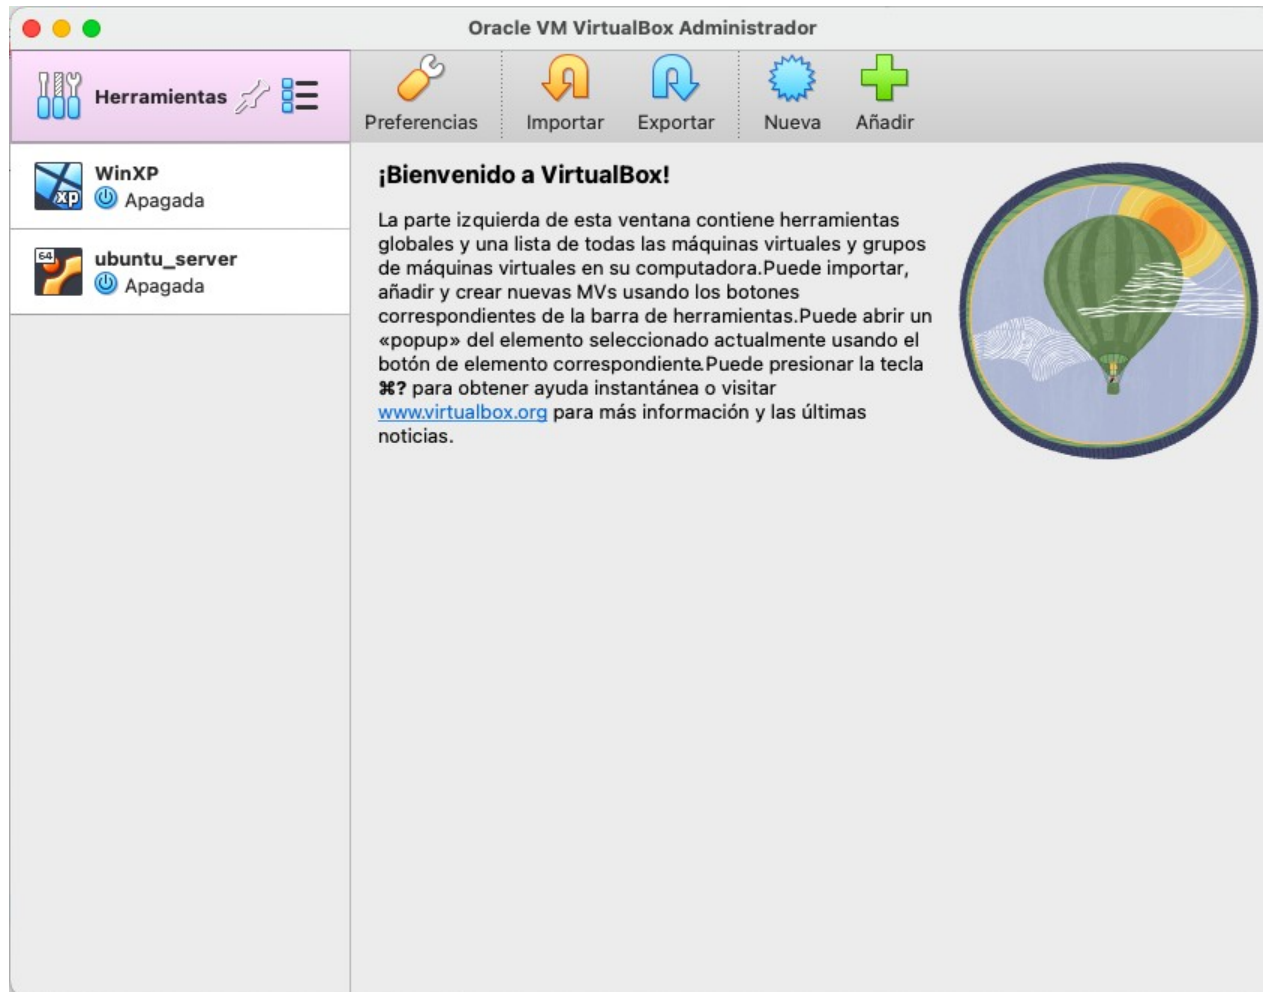 Oracle VM VirtualBox Administrador
Herramientas
Preferencias
Importar
Exportar
Nueva
Añadir
WinXP
Apagada
64
ubuntu_server
Apagada
¡Bienvenido a VirtualBox!
La parte izquierda de esta ventana contiene herramientas
globales y una lista de todas las máquinas virtuales y grupos
de máquinas virtuales en su computadora.Puede importar,
añadir y crear nuevas MVs usando los botones
correspondientes de la barra de herramientas.Puede abrir un
«popup» del elemento seleccionado actualmente usando el
botón de elemento correspondiente.Puede presionar la tecla
⌘? para obtener ayuda instantánea o visitar
www.virtualbox.org para más información y las últimas
noticias.
xp